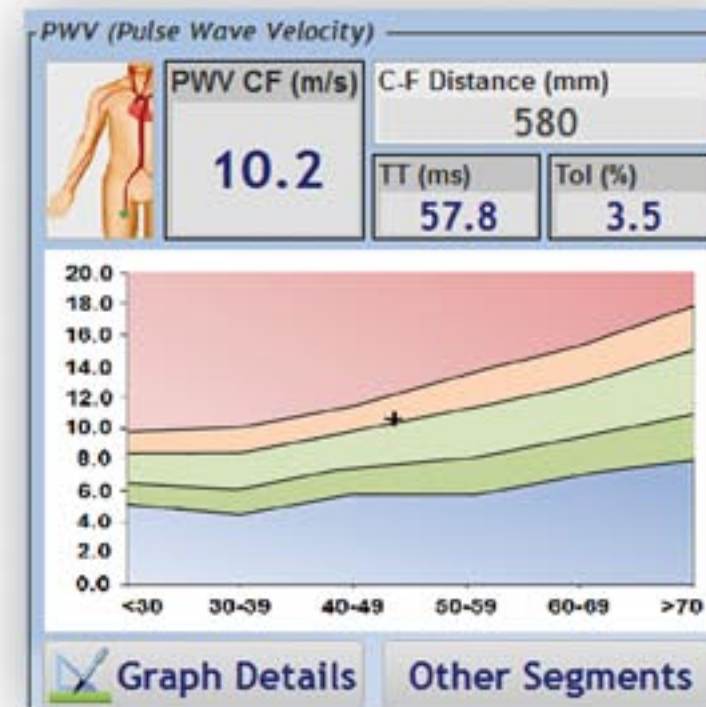 PWV (Pulse Wave Velocity)
PWV CF (m/s)
10.2
C-F Distance (mm)
580
TT (ms)
57.8
Tol (%)
3.5
20.0
18.0
16.0
14.0
12.0
10.0
8.0
6.0
4.0
2.0
0.0
<30 30-39 40-49 50-59 60-69 >70
Graph Details
Other Segments